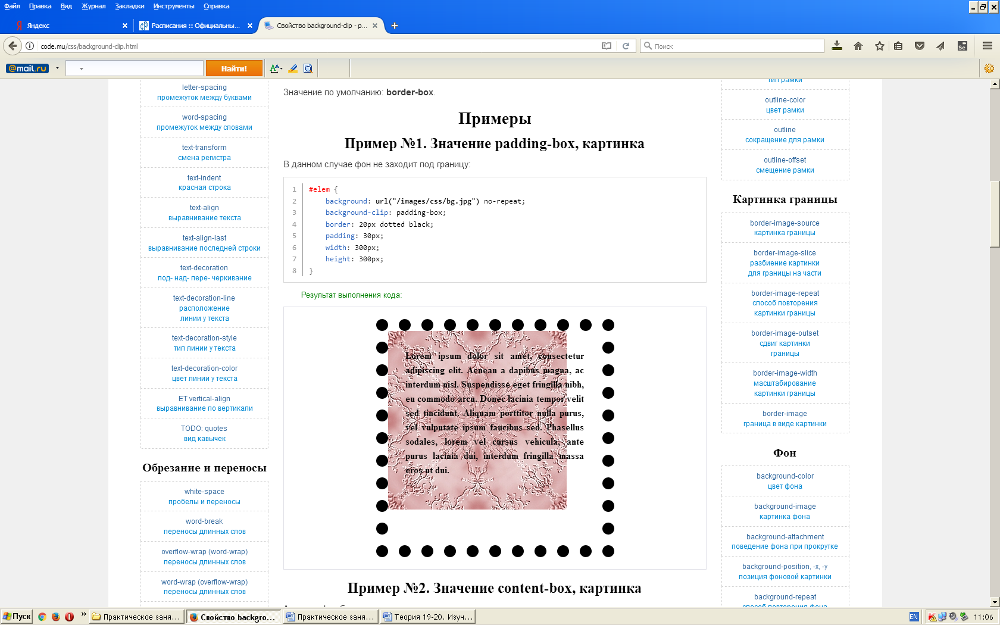 Файл Правка Вид Журнал Закладки Инструменты Справка
Яндекс
Расписания :: Официальны...
Свойство background-clip - р...
code.mu/css/background-clip.html
Поиск
@mail.ru
Найти!
letter-spacing
промежуток между буквами
word-spacing
промежуток между словами
text-transform
смена регистра
text-indent
красная строка
text-align
выравнивание текста
text-align-last
выравнивание последней строки
text-decoration
под- над- пере- черкивание
text-decoration-line
расположение
линии у текста
text-decoration-style
тип линии у текста
text-decoration-color
цвет линии у текста
ET vertical-align
выравнивание по вертикали
TODO: quotes
вид кавычек
Обрезание и переносы
white-space
пробелы и переносы
word-break
переносы длинных слов
overflow-wrap (word-wrap)
переносы длинных слов
word-wrap (overflow-wrap)
переносы длинных слов
Значение по умолчанию: border-box.
Примеры
Пример №1. Значение padding-box, картинка
В данном случае фон не заходит под границу:
1 #elem {
2 background: url("/images/css/bg.jpg") no-repeat;
3 background-clip: padding-box;
4 border: 20px dotted black;
5 padding: 30px;
6 width: 300px;
7 height: 300px;
8 }
Результат выполнения кода:
Lorem ipsum dolor sit amet, consectetur
adipiscing elit. Aenean a dapibus magna, ac
interdum nisl. Suspendisse eget fringilla nibh,
eu commodo arcu. Donec lacinia tempor velit
sed tincidunt. Aliquam porttitor nulla purus,
vel vulputate ipsum faucibus sed. Phasellus
sodales, lorem vel cursus vehicula, ante
purus lacinia dui, interdum fringilla massa
eros ut dui.
Пример №2. Значение content-box, картинка
тип рамки
outline-color
цвет рамки
outline
сокращение для рамки
outline-offset
смещение рамки
Картинка границы
border-image-source
картинка границы
border-image-slice
разбиение картинки
для границы на части
border-image-repeat
способ повторения
картинки границы
border-image-outset
сдвиг картинки
границы
border-image-width
масштабирование
картинки границы
border-image
граница в виде картинки
Фон
background-color
цвет фона
background-image
картинка фона
background-attachment
поведение фона при прокрутке
background-position, -x, -y
позиция фоновой картинки
background-repeat
способ повторения фона
Пуск
»
Практическое заня...
Свойство backgro...
Практическое заня...
Теория 19-20. Изуч...
EN
11:06